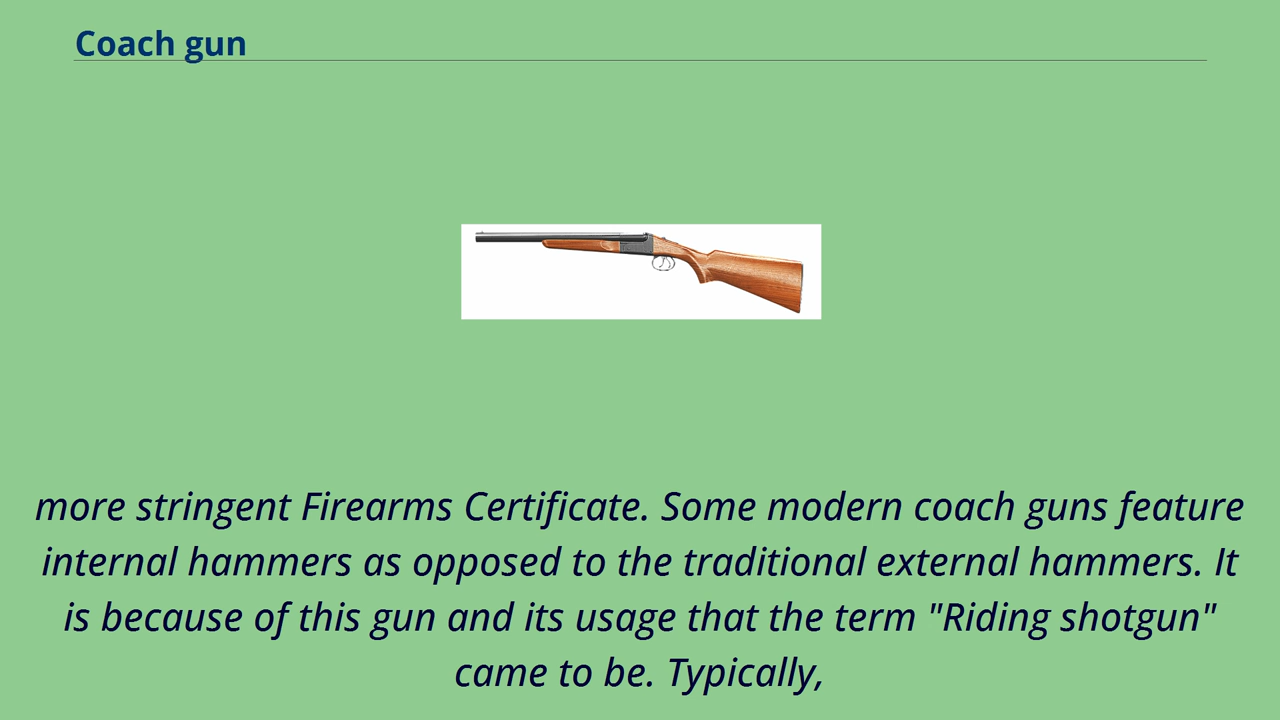 Coach gun
more stringent Firearms Certificate. Some modern coach guns feature
internal hammers as opposed to the traditional external hammers. It
is because of this gun and its usage that the term "Riding shotgun"
came to be. Typically,